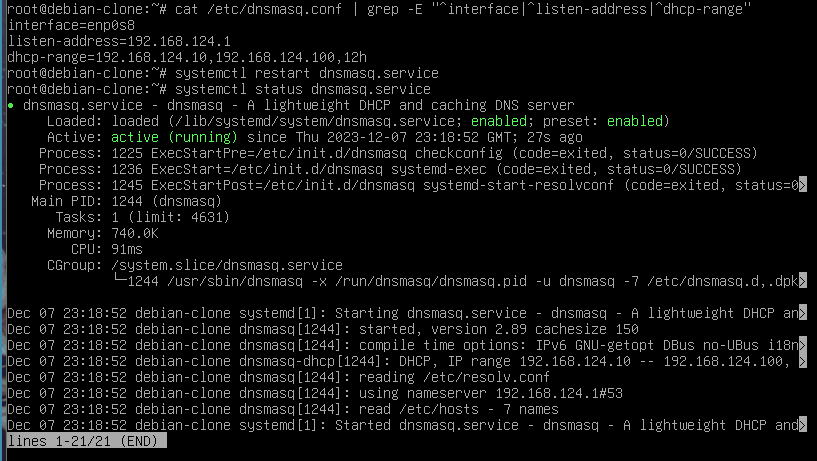 root@debian-clone:~# cat /etc/dnsmasq.conf | grep -E "^interface|^listen-address|^dhcp-range"
interface=enp0s8
listen-address=192.168.124.1
dhcp-range=192.168.124.10,192.168.124.100,12h
root@debian-clone:~# systemctl restart dnsmasq.service
root@debian-clone:~# systemctl status dnsmasq.service
● dnsmasq.service - dnsmasq - A lightweight DHCP and caching DNS server
Loaded: loaded (/lib/systemd/system/dnsmasq.service; enabled; preset: enabled)
Active: active (running) since Thu 2023-12-07 23:18:52 GMT; 27s ago
Process: 1225 ExecStartPre=/etc/init.d/dnsmasq checkconfig (code=exited, status=0/SUCCESS)
Process: 1236 ExecStart=/etc/init.d/dnsmasq systemd-exec (code=exited, status=0/SUCCESS)
Process: 1245 ExecStartPost=/etc/init.d/dnsmasq systemd-start-resolvconf (code=exited, status=0>
Main PID: 1244 (dnsmasq)
Tasks: 1 (limit: 4631)
Memory: 740.0K
CPU: 91ms
CGroup: /system.slice/dnsmasq.service
└─1244 /usr/sbin/dnsmasq -x /run/dnsmasq/dnsmasq.pid -u dnsmasq -7 /etc/dnsmasq.d,.dpk>
Dec 07 23:18:52 debian-clone systemd[1]: Starting dnsmasq.service - dnsmasq - A lightweight DHCP an>
Dec 07 23:18:52 debian-clone dnsmasq[1244]: started, version 2.89 cachesize 150
Dec 07 23:18:52 debian-clone dnsmasq[1244]: compile time options: IPv6 GNU-getopt DBus no-UBus i18n>
Dec 07 23:18:52 debian-clone dnsmasq-dhcp[1244]: DHCP, IP range 192.168.124.10 -- 192.168.124.100, >
Dec 07 23:18:52 debian-clone dnsmasq[1244]: reading /etc/resolv.conf
Dec 07 23:18:52 debian-clone dnsmasq[1244]: using nameserver 192.168.124.1#53
Dec 07 23:18:52 debian-clone dnsmasq[1244]: read /etc/hosts - 7 names
Dec 07 23:18:52 debian-clone systemd[1]: Started dnsmasq.service - dnsmasq - A lightweight DHCP and>
lines 1-21/21 (END)